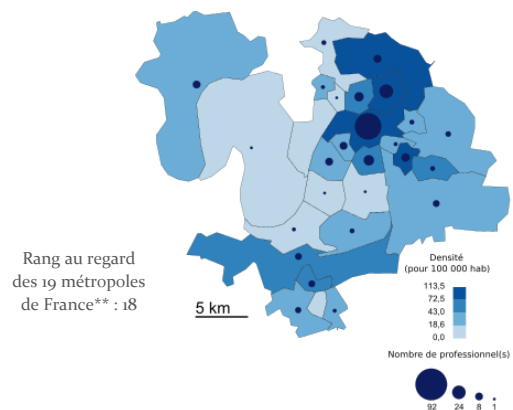 Rang au regard
des 19 métropoles
de France** : 18
5 km
Densité
(pour 100 000 hab)
113,5
72,5
43,0
18,6
0,0
Nombre de professionnel(s)
92 24 8 1